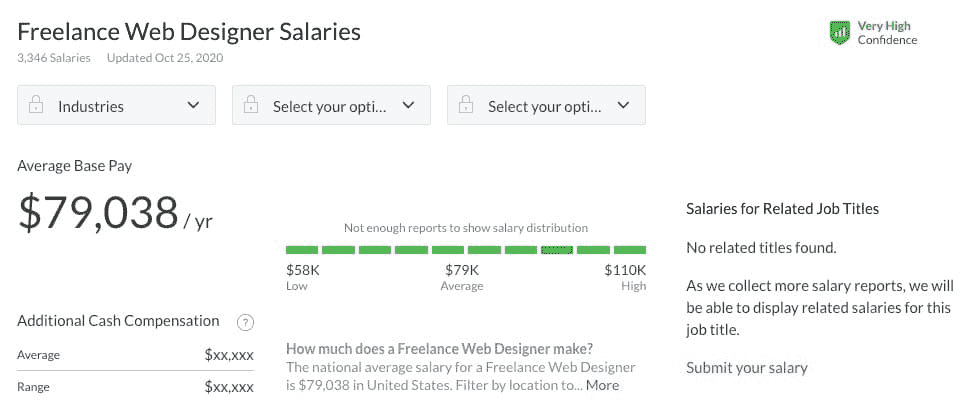 Freelance Web Designer Salaries
3,346 Salaries Updated Oct 25, 2020
Very High
Confidence
Industries
Select your opti...
Select your opti...
Average Base Pay
$79,038 / yr
Not enough reports to show salary distribution
$58K
Low
$79K
Average
$110K
High
Additional Cash Compensation ?
Average $xx,xxx
Range $xx,xxx
How much does a Freelance Web Designer make?
The national average salary for a Freelance Web Designer
is $79,038 in United States. Filter by location to... More
Salaries for Related Job Titles
No related titles found.
As we collect more salary reports, we will
be able to display related salaries for this
job title.
Submit your salary